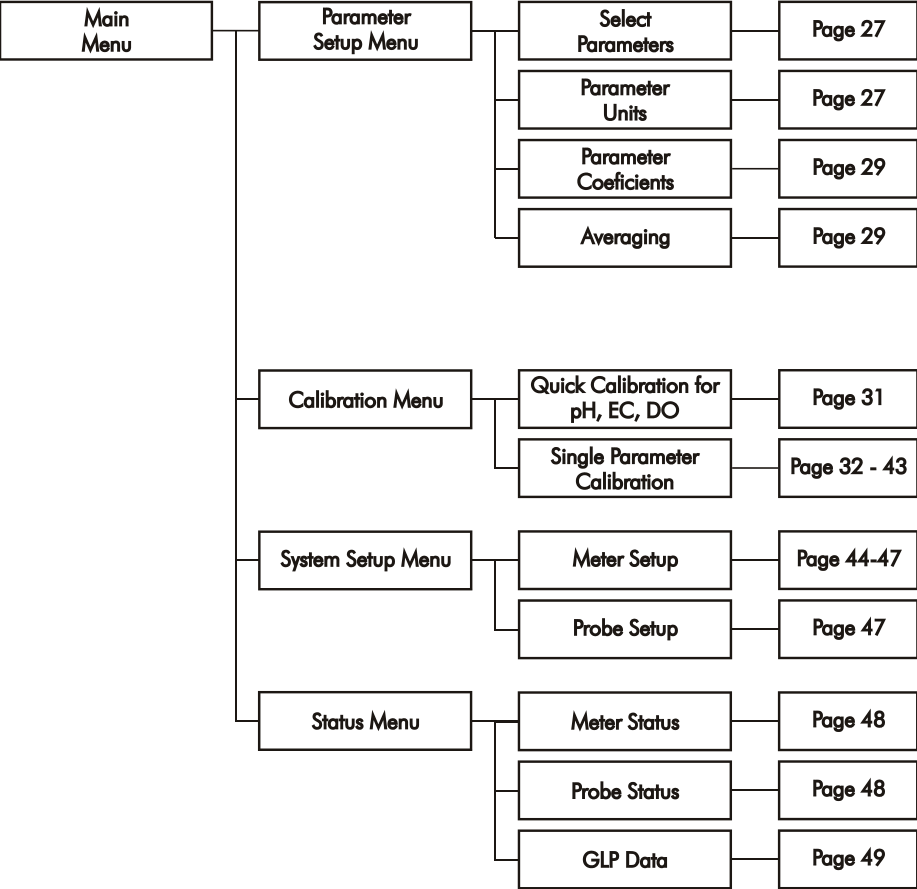 Main
Menu
Parameter
Setup Menu
Select
Parameters
Page 27
Parameter
Units
Page 27
Parameter
Coeficients
Page 29
Averaging
Page 29
Calibration Menu
Quick Calibration for
pH, EC, DO
Page 31
Single Parameter
Calibration
Page 32 - 43
System Setup Menu
Meter Setup
Page 44-47
Probe Setup
Page 47
Status Menu
Meter Status
Page 48
Probe Status
Page 48
GLP Data
Page 49